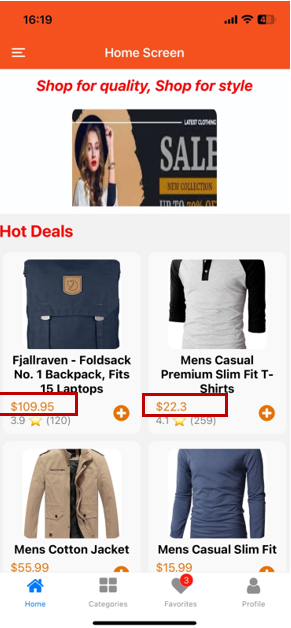 16:19
4
Home Screen
Shop for quality, Shop for style
LATEST CLOTHING
SALE
NEW COLLECTION
UP TO 70% OF
Hot Deals
Fjallraven - Foldsack
No. 1 Backpack, Fits
15 Laptops
$109.95
3.9 ⭐ (120)
Mens Casual
Premium Slim Fit T-
Shirts
$22.3
4.1 ⭐ (259)
Mens Cotton Jacket
$55.99
Mens Casual Slim Fit
$15.99
3
Home
Categories
Favorites
Profile